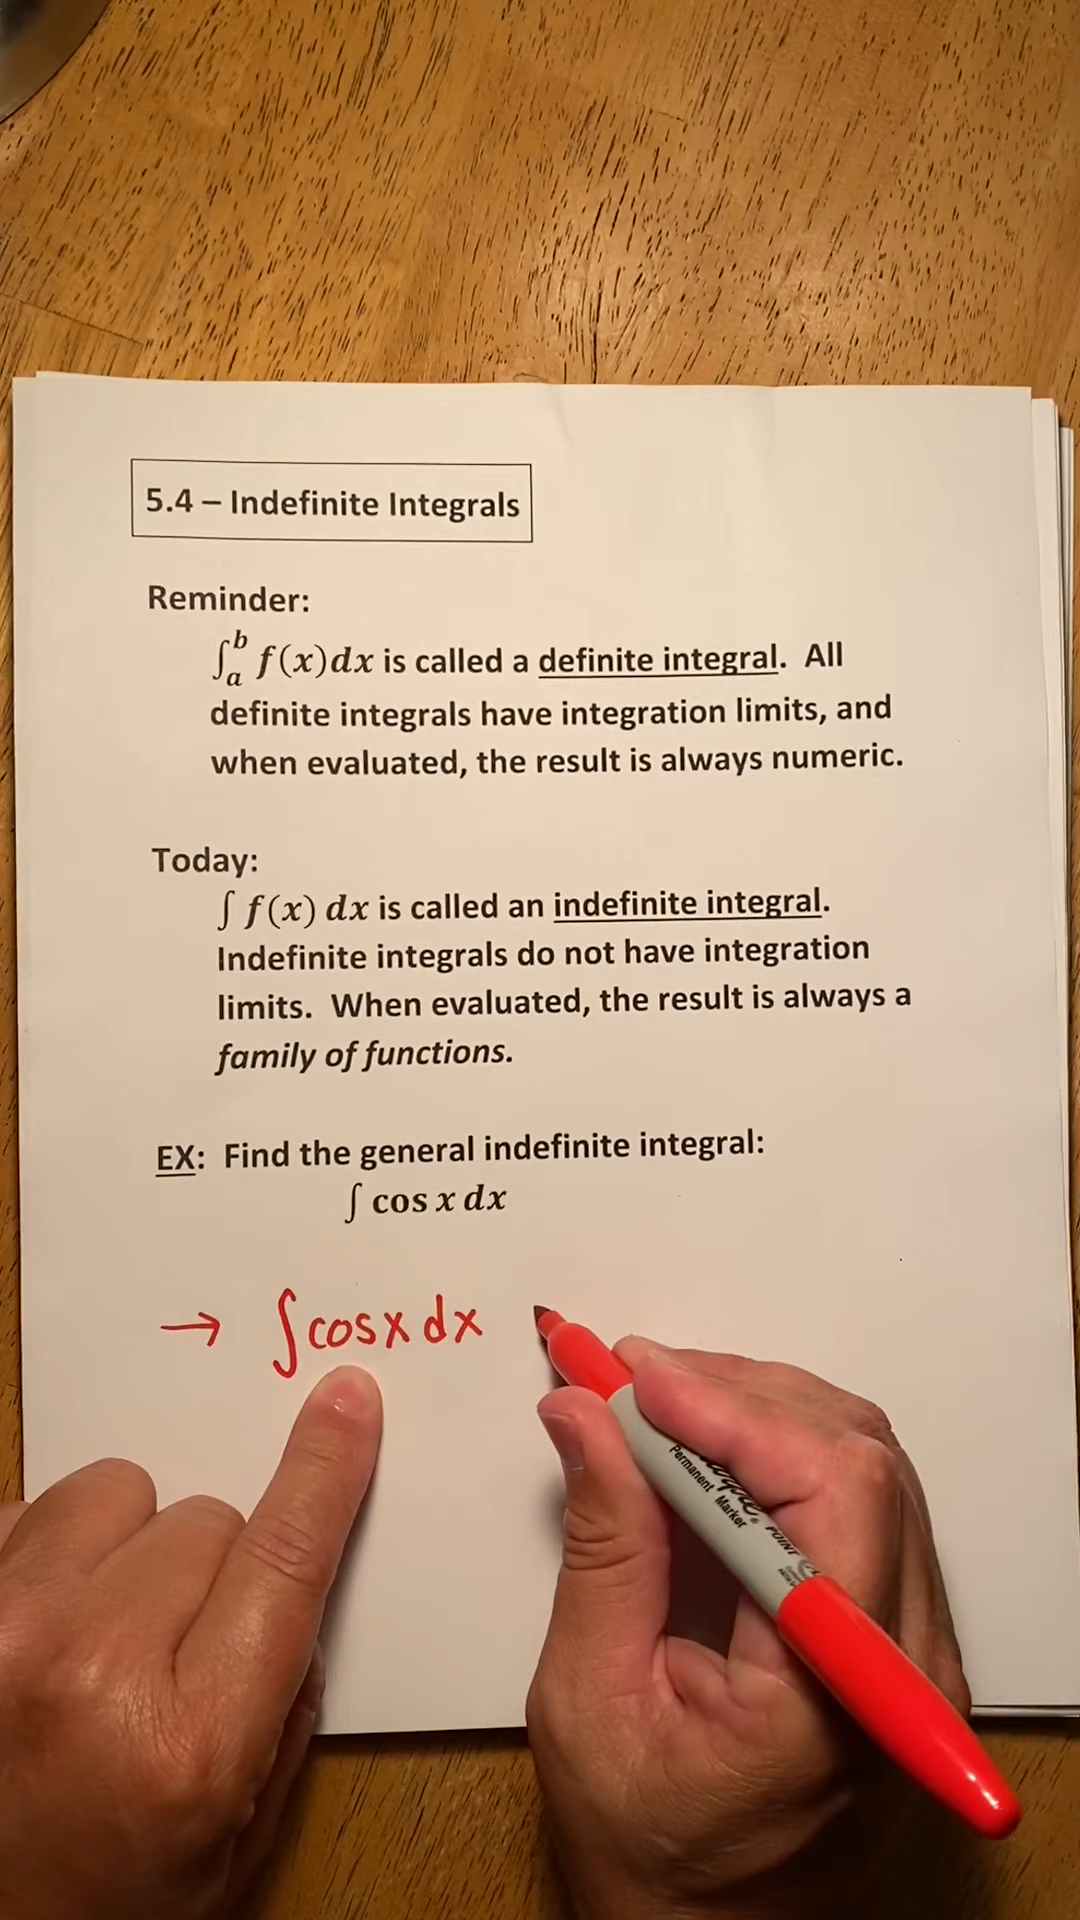 5.4 – Indefinite Integrals
Reminder:
∫ₐᵇ f(x)dx is called a definite integral. All
definite integrals have integration limits, and
when evaluated, the result is always numeric.
Today:
∫ f(x) dx is called an indefinite integral.
Indefinite integrals do not have integration
limits. When evaluated, the result is always a
family of functions.
EX: Find the general indefinite integral:
∫ cos x dx
→ ∫cosx dx
Permanent Marker
POINT